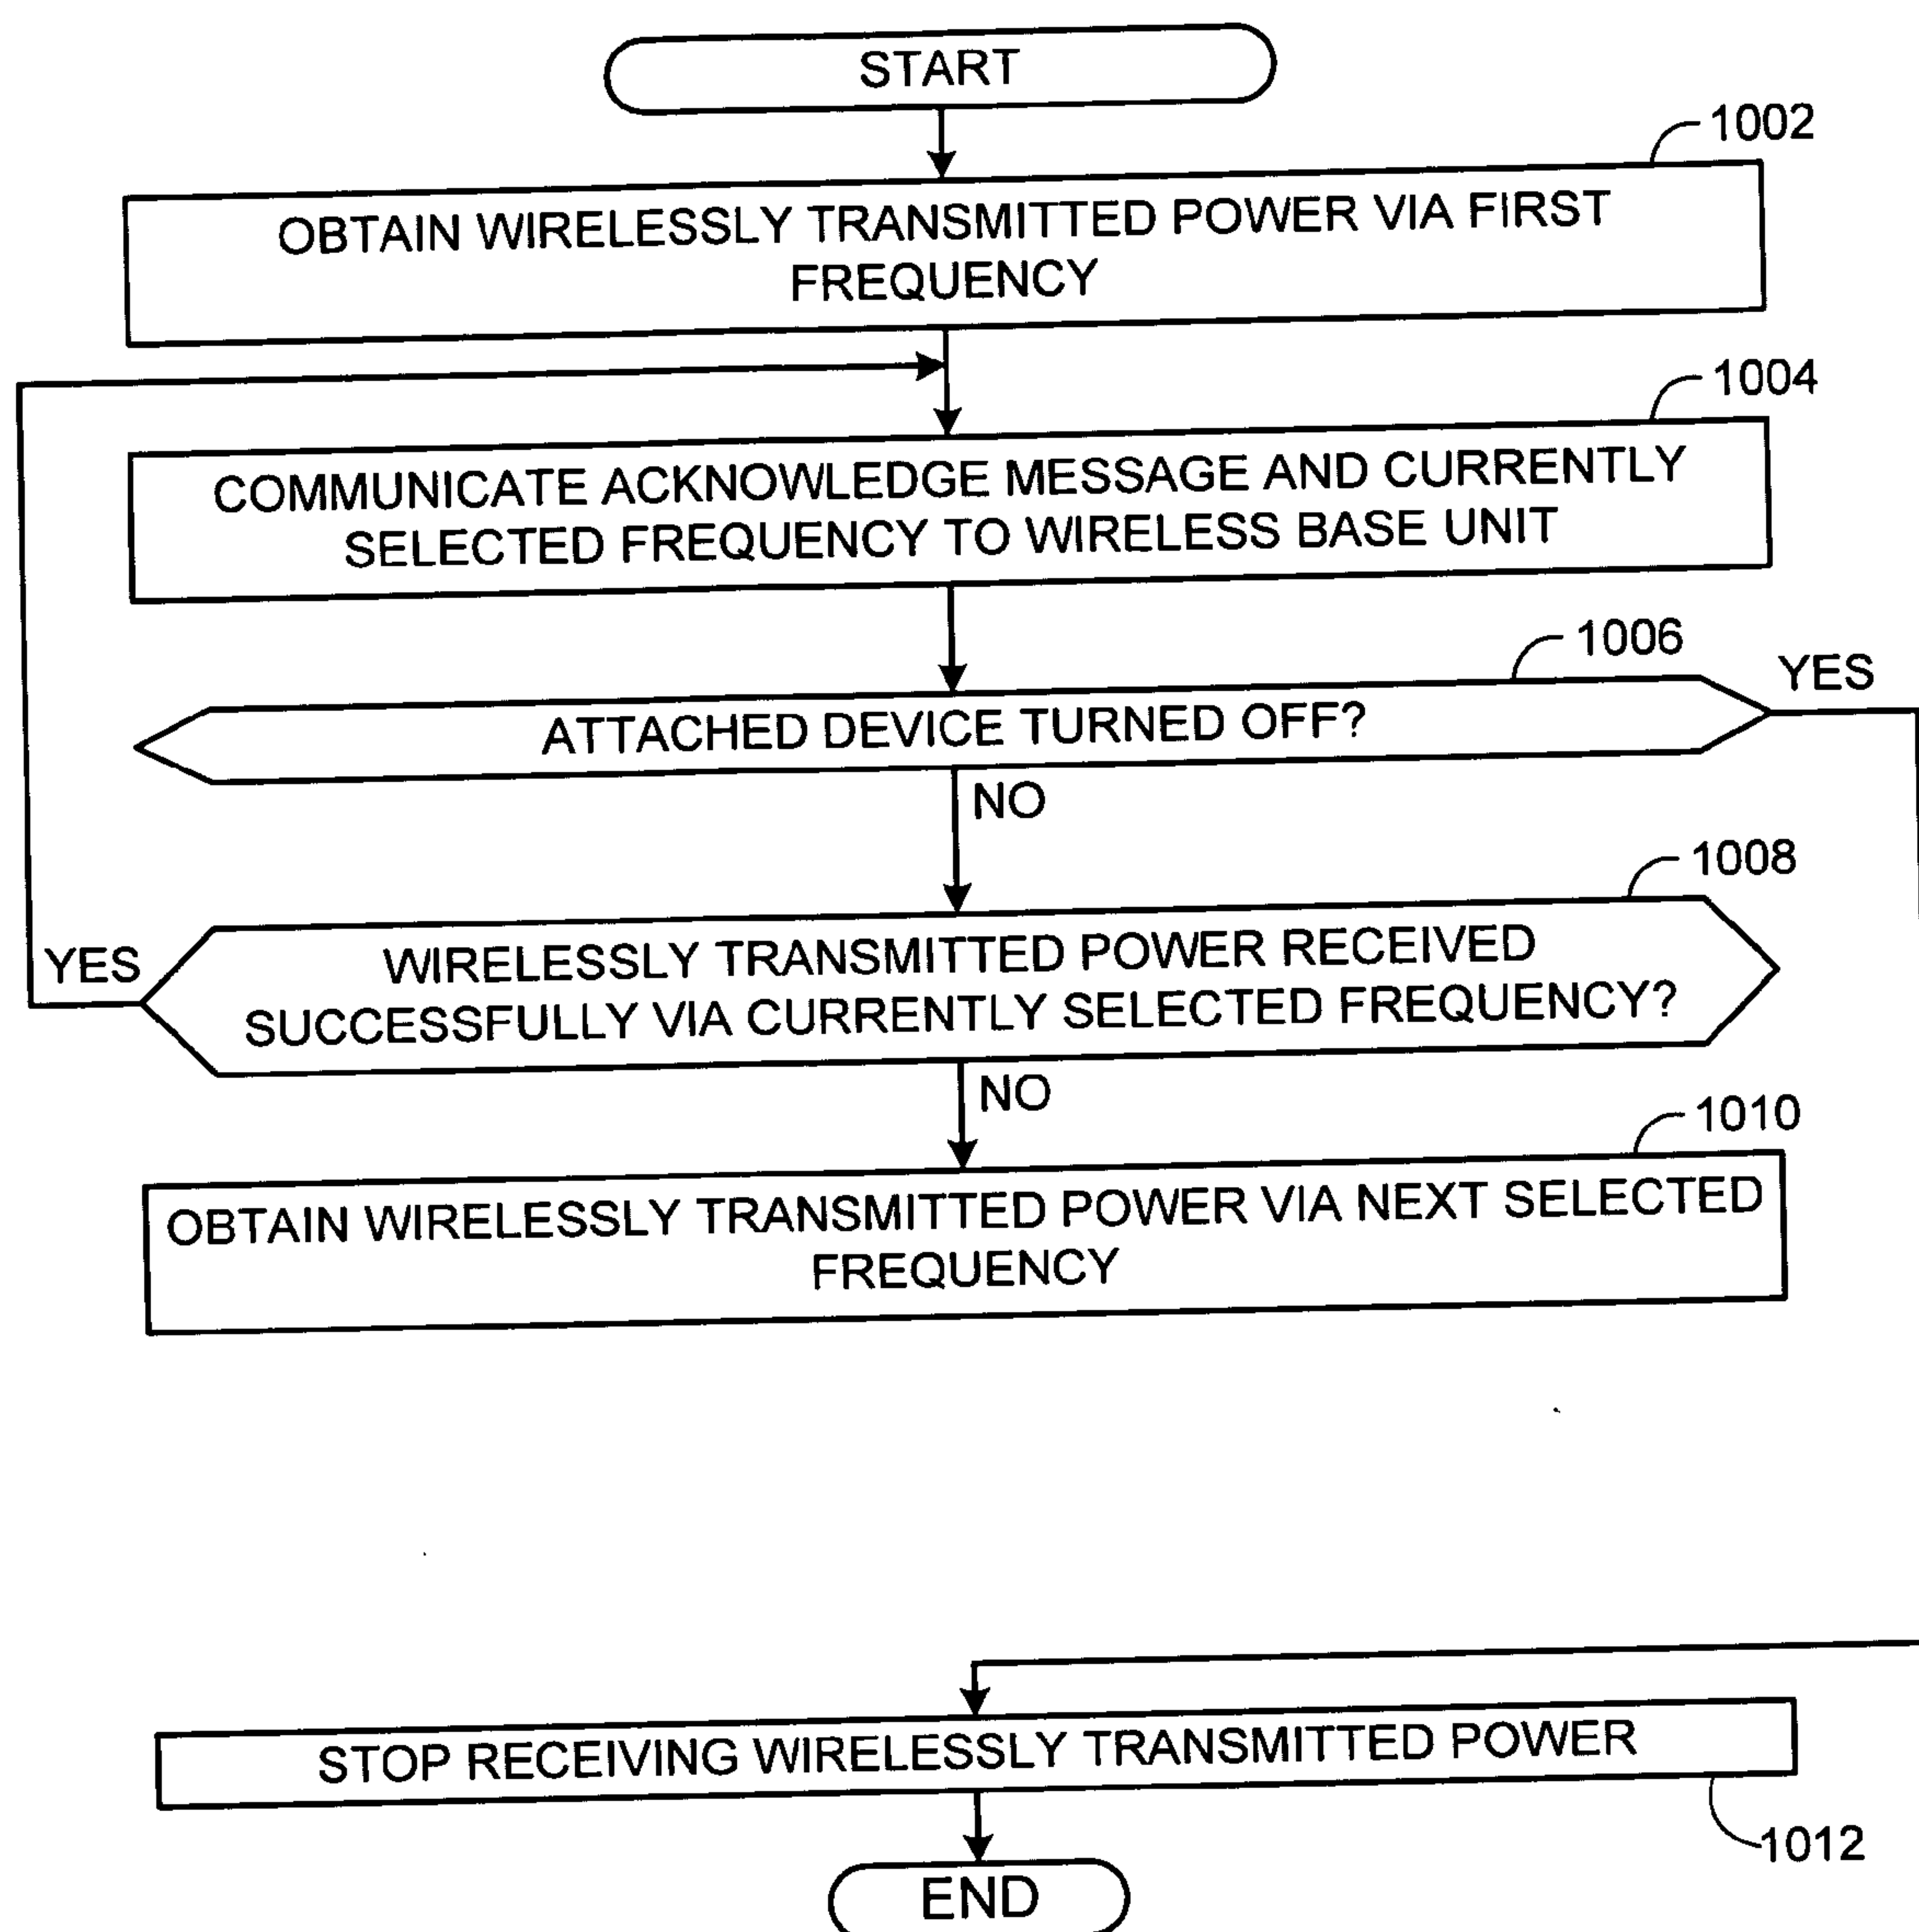 START
1002
OBTAIN WIRELESSLY TRANSMITTED POWER VIA FIRST
FREQUENCY
1004
COMMUNICATE ACKNOWLEDGE MESSAGE AND CURRENTLY
SELECTED FREQUENCY TO WIRELESS BASE UNIT
1006
YES
ATTACHED DEVICE TURNED OFF?
NO
1008
YES
WIRELESSLY TRANSMITTED POWER RECEIVED
SUCCESSFULLY VIA CURRENTLY SELECTED FREQUENCY?
NO
1010
OBTAIN WIRELESSLY TRANSMITTED POWER VIA NEXT SELECTED
FREQUENCY
STOP RECEIVING WIRELESSLY TRANSMITTED POWER
1012
END